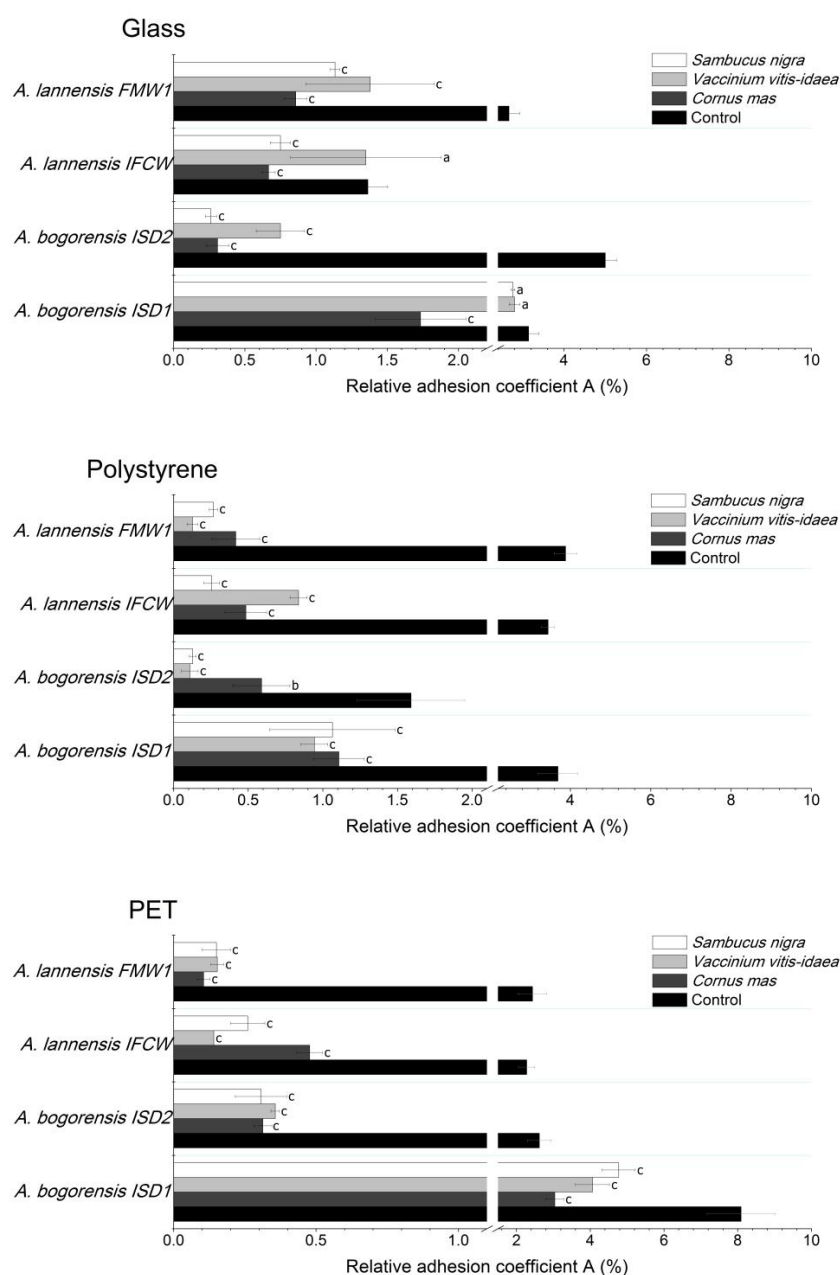 Glass
Sambucus nigra
Vaccinium vitis-idaea
Cornus mas
Control
A. lannensis FMW1
c
c
c
A. lannensis IFCW
c
a
c
A. bogorensis ISD2
c
c
c
A. bogorensis ISD1
a
a
c
0.0 0.5 1.0 1.5 2.0 4 6 8 10
Relative adhesion coefficient A (%)
Polystyrene
Sambucus nigra
Vaccinium vitis-idaea
Cornus mas
Control
A. lannensis FMW1
c
c
c
A. lannensis IFCW
c
c
c
A. bogorensis ISD2
c
c
b
A. bogorensis ISD1
c
c
c
0.0 0.5 1.0 1.5 2.0 4 6 8 10
Relative adhesion coefficient A (%)
PET
Sambucus nigra
Vaccinium vitis-idaea
Cornus mas
Control
A. lannensis FMW1
c
c
c
A. lannensis IFCW
c
c
c
A. bogorensis ISD2
c
c
c
A. bogorensis ISD1
c
c
c
0.0 0.5 1.0 2 4 6 8 10
Relative adhesion coefficient A (%)